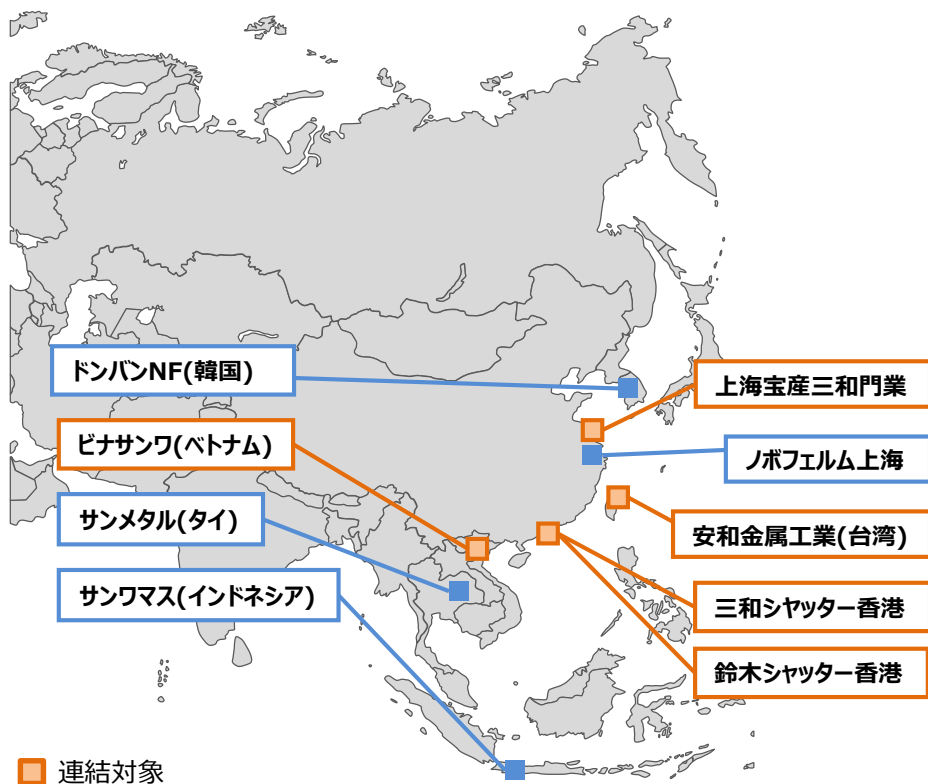 ドンバンNF(韓国)
ビナサンワ(ベトナム)
サンメタル(タイ)
サンワマス(インドネシア)
上海宝産三和門業
ノボフェルム上海
安和金属工業(台湾)
三和シヤッター香港
鈴木シャッター香港
連結対象